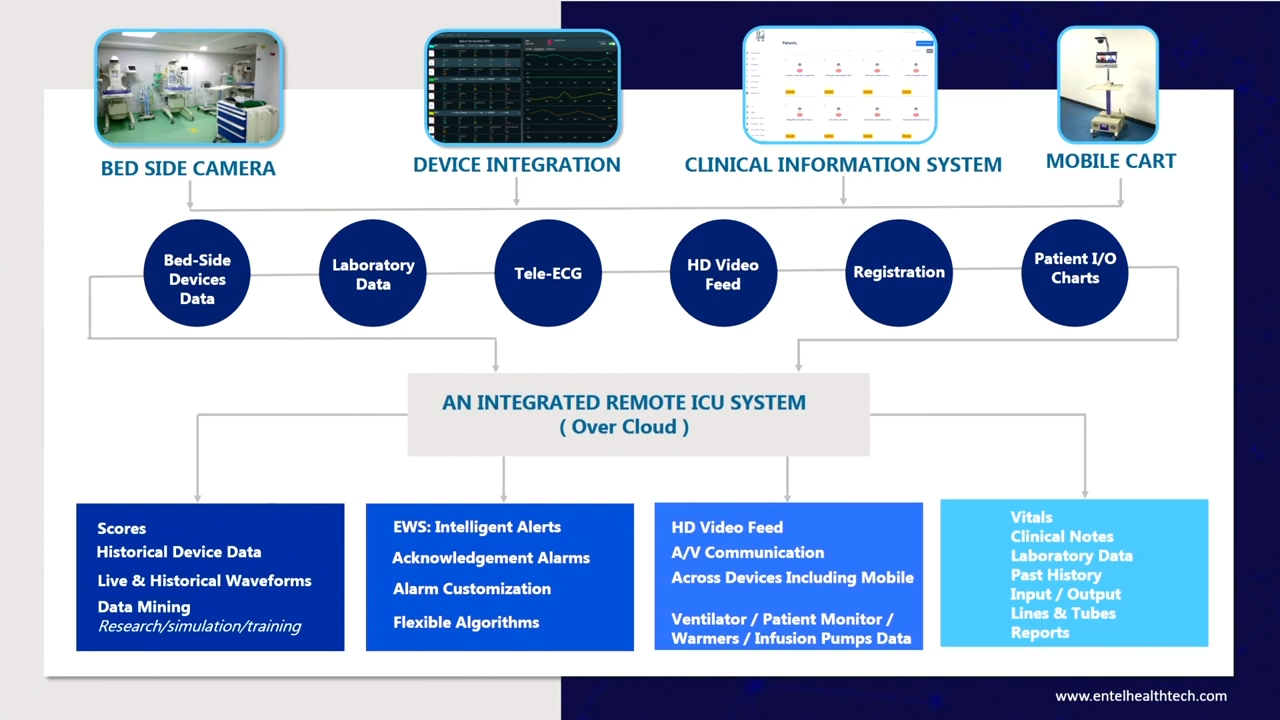 BED SIDE CAMERA
DEVICE INTEGRATION
CLINICAL INFORMATION SYSTEM
MOBILE CART
Patients
Bed-Side
Devices
Data
Laboratory
Data
Tele-ECG
HD Video
Feed
Registration
Patient I/O
Charts
AN INTEGRATED REMOTE ICU SYSTEM
( Over Cloud )
Scores
Historical Device Data
Live & Historical Waveforms
Data Mining
Research/simulation/training
EWS: Intelligent Alerts
Acknowledgement Alarms
Alarm Customization
Flexible Algorithms
HD Video Feed
A/V Communication
Across Devices Including Mobile
Ventilator / Patient Monitor /
Warmers / Infusion Pumps Data
Vitals
Clinical Notes
Laboratory Data
Past History
Input / Output
Lines & Tubes
Reports
www.entelhealthtech.com